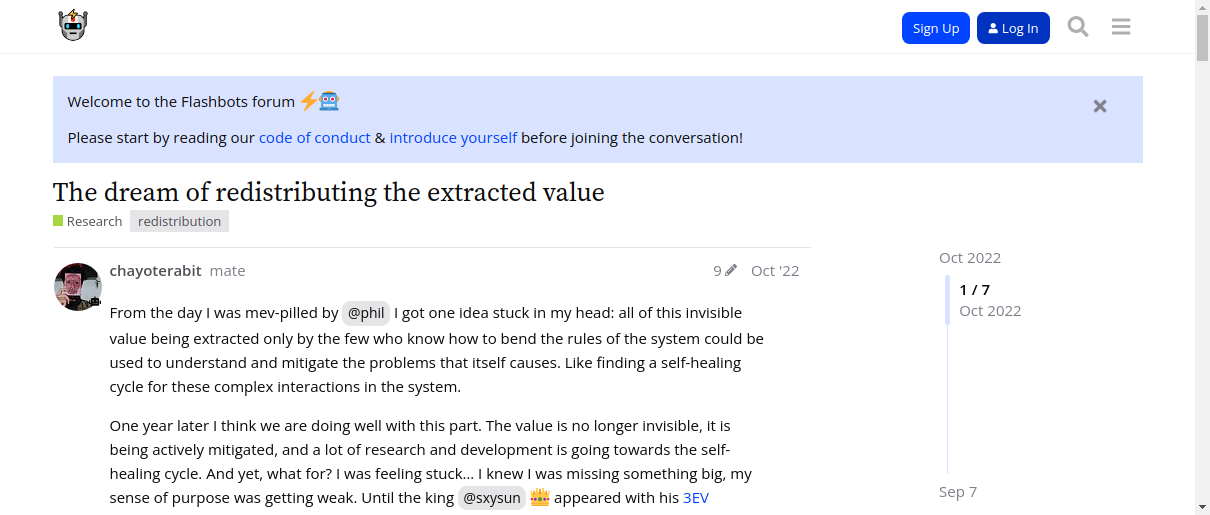 Sign Up
Log In
Welcome to the Flashbots forum
Please start by reading our code of conduct & introduce yourself before joining the conversation!
The dream of redistributing the extracted value
Research redistribution
chayoterabit mate 9 Oct '22
From the day I was mev-pilled by @phil I got one idea stuck in my head: all of this invisible
value being extracted only by the few who know how to bend the rules of the system could be
used to understand and mitigate the problems that itself causes. Like finding a self-healing
cycle for these complex interactions in the system.
One year later I think we are doing well with this part. The value is no longer invisible, it is
being actively mitigated, and a lot of research and development is going towards the self-
healing cycle. And yet, what for? I was feeling stuck... I knew I was missing something big, my
sense of purpose was getting weak. Until the king @sxysun appeared with his 3EV
Oct 2022
1 / 7
Oct 2022
Sep 7